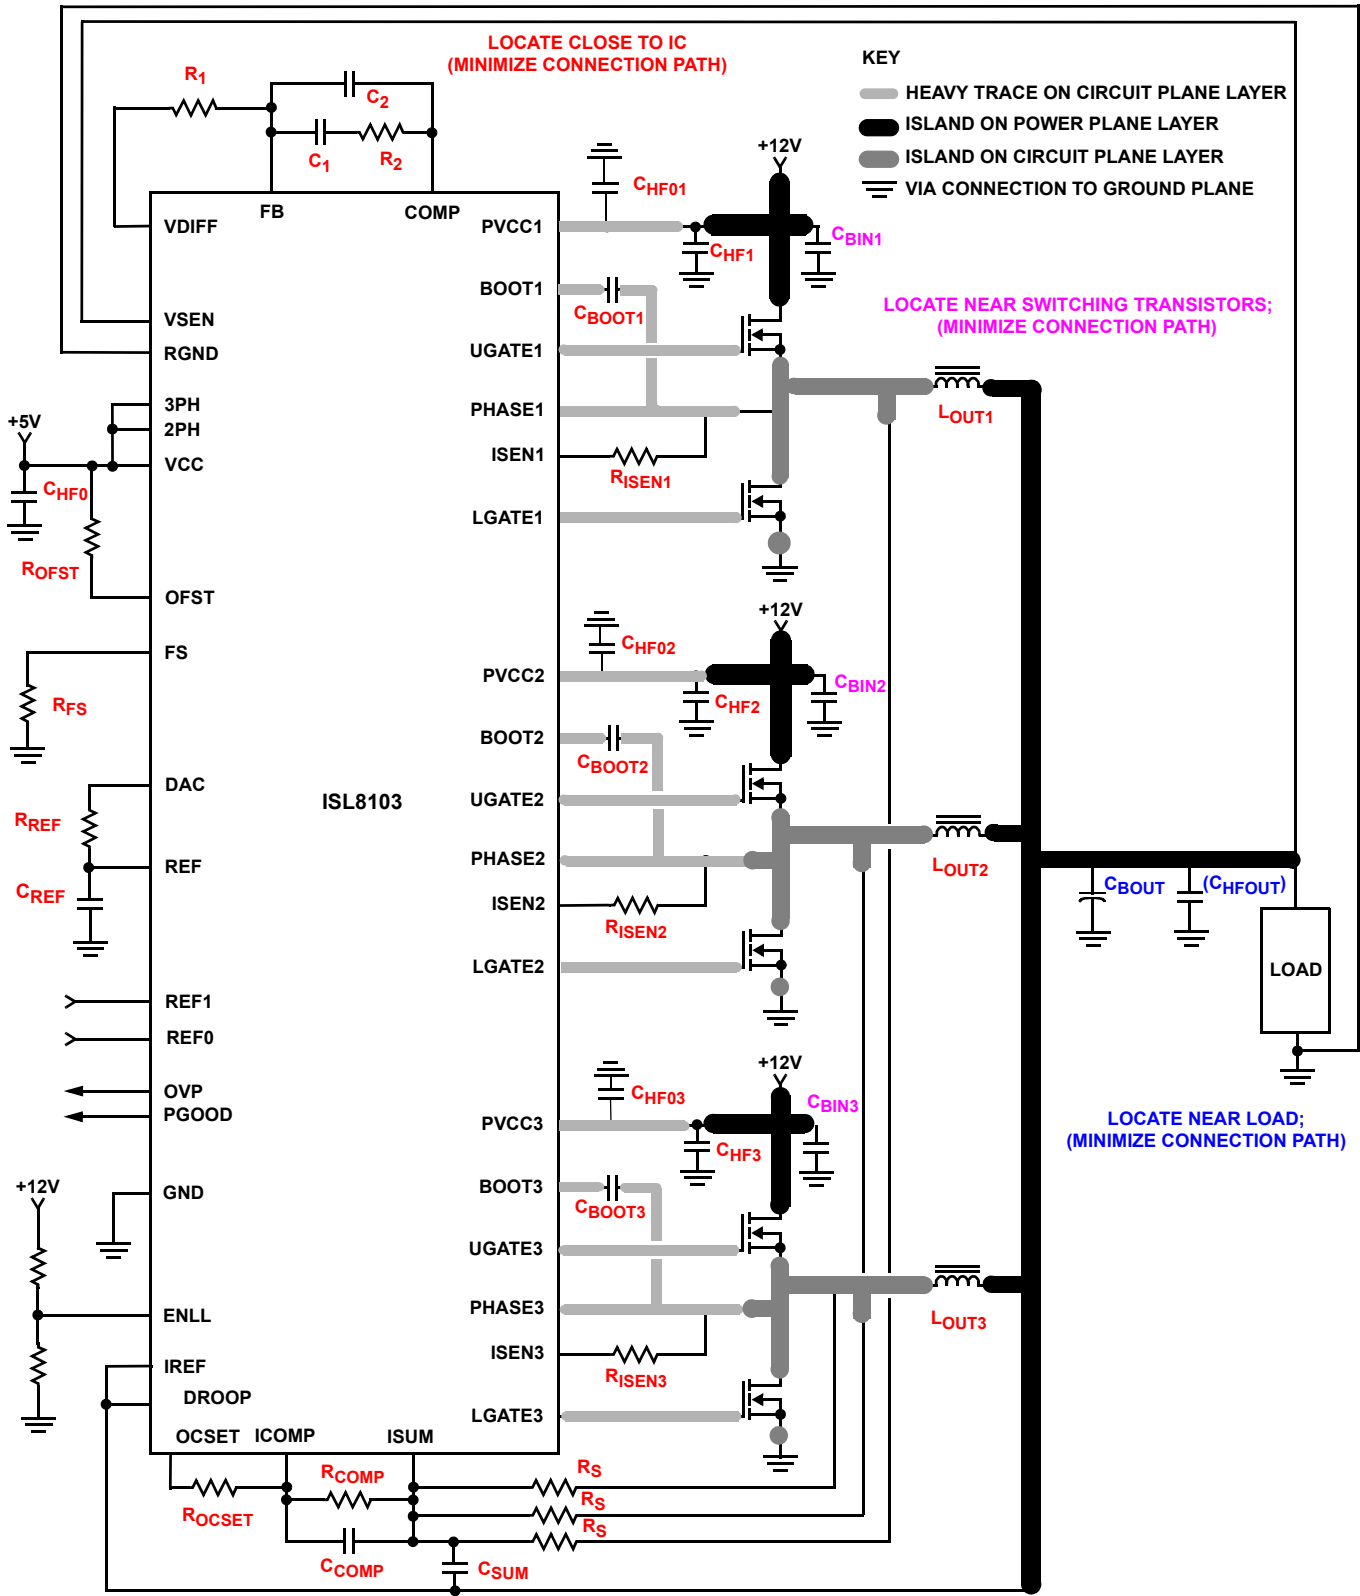 LOCATE CLOSE TO IC
(MINIMIZE CONNECTION PATH)
KEY
HEAVY TRACE ON CIRCUIT PLANE LAYER
ISLAND ON POWER PLANE LAYER
ISLAND ON CIRCUIT PLANE LAYER
VIA CONNECTION TO GROUND PLANE
R1
C2
C1
R2
+12V
CHF01
FB
COMP
VDIFF
PVCC1
CHF1
CBIN1
BOOT1
CBOOT1
LOCATE NEAR SWITCHING TRANSISTORS;
(MINIMIZE CONNECTION PATH)
VSEN
RGND
UGATE1
3PH
+5V
2PH
PHASE1
LOUT1
VCC
ISEN1
RISEN1
CHF0
LGATE1
ROFST
OFST
+12V
FS
CHF02
PVCC2
CHF2
CBIN2
RFS
BOOT2
CBOOT2
DAC
ISL8103
UGATE2
RREF
REF
PHASE2
LOUT2
CREF
ISEN2
RISEN2
CBOUT
(CHFOUT)
LGATE2
LOAD
REF1
REF0
+12V
OVP
PGOOD
CHF03
PVCC3
CHF3
CBIN3
LOCATE NEAR LOAD;
(MINIMIZE CONNECTION PATH)
+12V
GND
BOOT3
CBOOT3
UGATE3
ENLL
PHASE3
LOUT3
IREF
ISEN3
RISEN3
DROOP
LGATE3
OCSET
ICOMP
ISUM
RCOMP
RS
ROCSET
RS
RS
CCOMP
CSUM